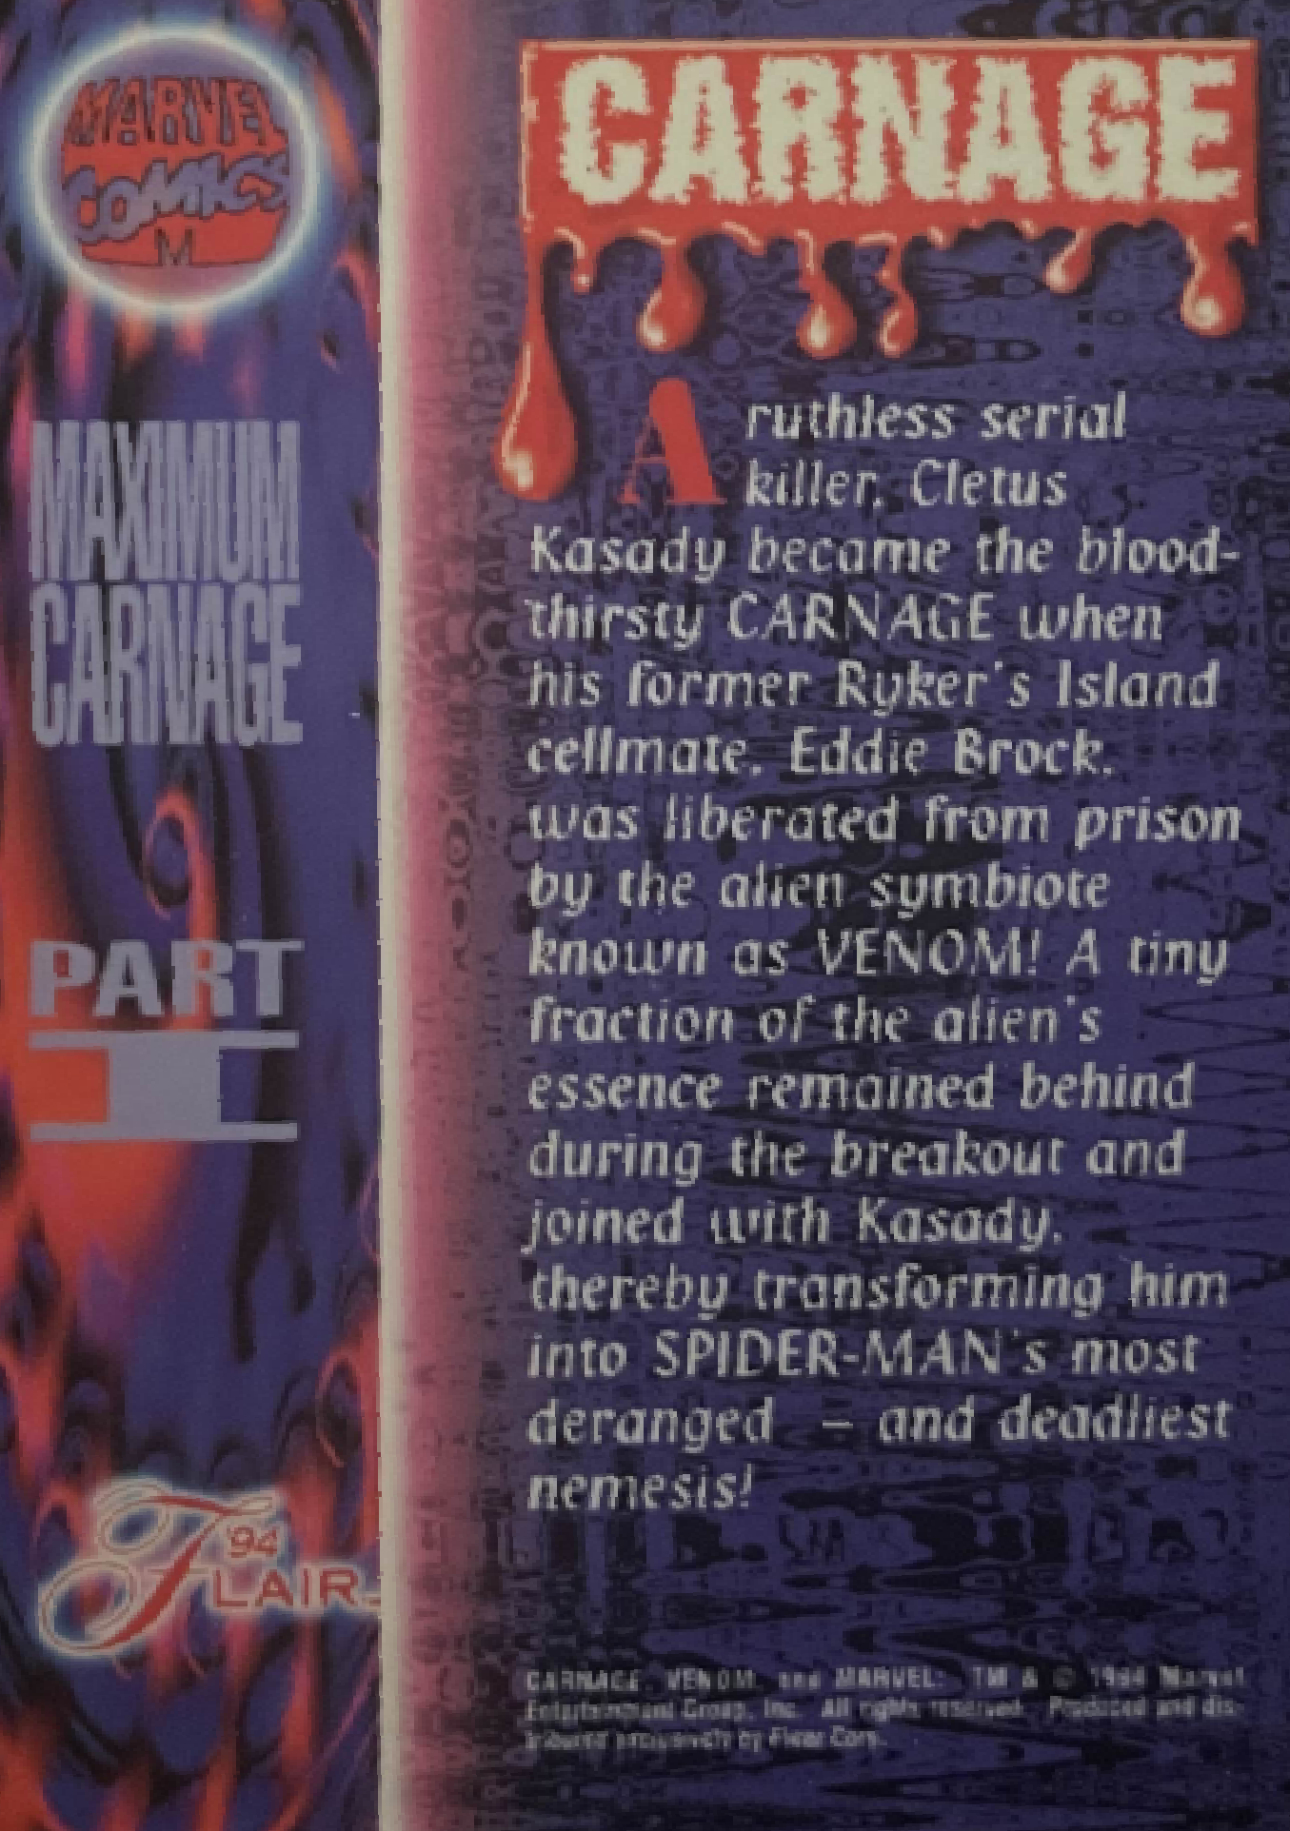 MARVEL
COMICS
M
MAXIMUM
CARNAGE
PART
I
'94
FLAIR
CARNAGE
A ruthless serial
killer, Cletus
Kasady became the blood-
thirsty CARNAGE when
his former Ryker's Island
cellmate, Eddie Brock,
was liberated from prison
by the alien symbiote
known as VENOM! A tiny
fraction of the alien's
essence remained behind
during the breakout and
joined with Kasady,
thereby transforming him
into SPIDER-MAN's most
deranged – and deadliest
nemesis!
CARNAGE, VENOM, and MARVEL: TM & © 1994 Marvel
Entertainment Group, Inc. All rights reserved. Produced and dis-
tributed exclusively by Fleer Corp.